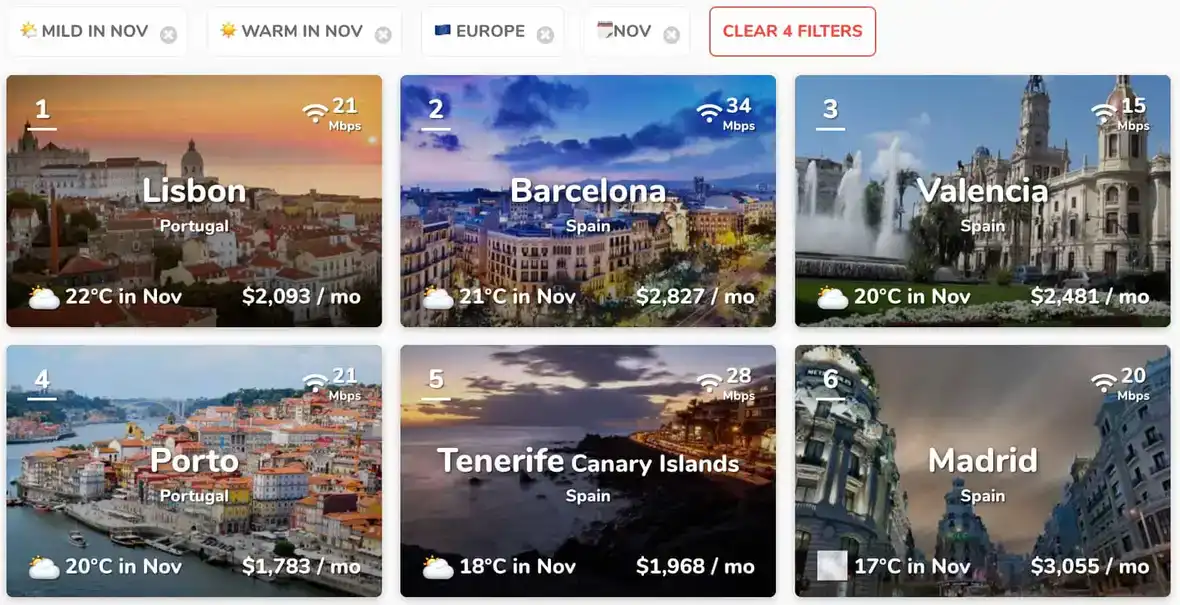 MILD IN NOV
WARM IN NOV
EUROPE
NOV
CLEAR 4 FILTERS
1
21
Mbps
Lisbon
Portugal
22°C in Nov
$2,093 / mo
2
34
Mbps
Barcelona
Spain
21°C in Nov
$2,827 / mo
3
15
Mbps
Valencia
Spain
20°C in Nov
$2,481 / mo
4
21
Mbps
Porto
Portugal
20°C in Nov
$1,783 / mo
5
28
Mbps
Tenerife Canary Islands
Spain
18°C in Nov
$1,968 / mo
6
20
Mbps
Madrid
Spain
17°C in Nov
$3,055 / mo